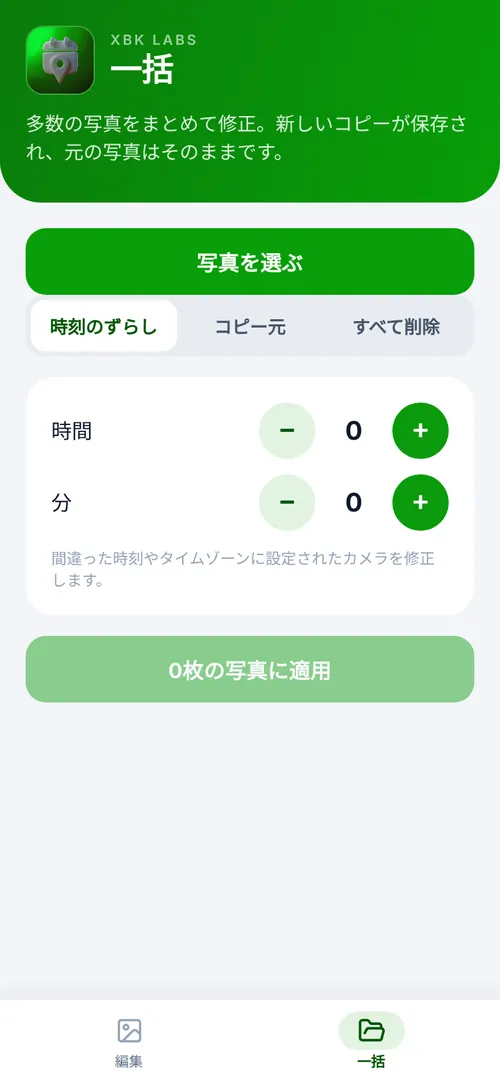 XBK LABS
一括
多数の写真をまとめて修正。新しいコピーが保存さ
れ、元の写真はそのままです。
写真を選ぶ
時刻のずらし コピー元 すべて削除
時間 − 0 +
分 − 0 +
間違った時刻やタイムゾーンに設定されたカメラを修正
します。
0枚の写真に適用
編集 一括